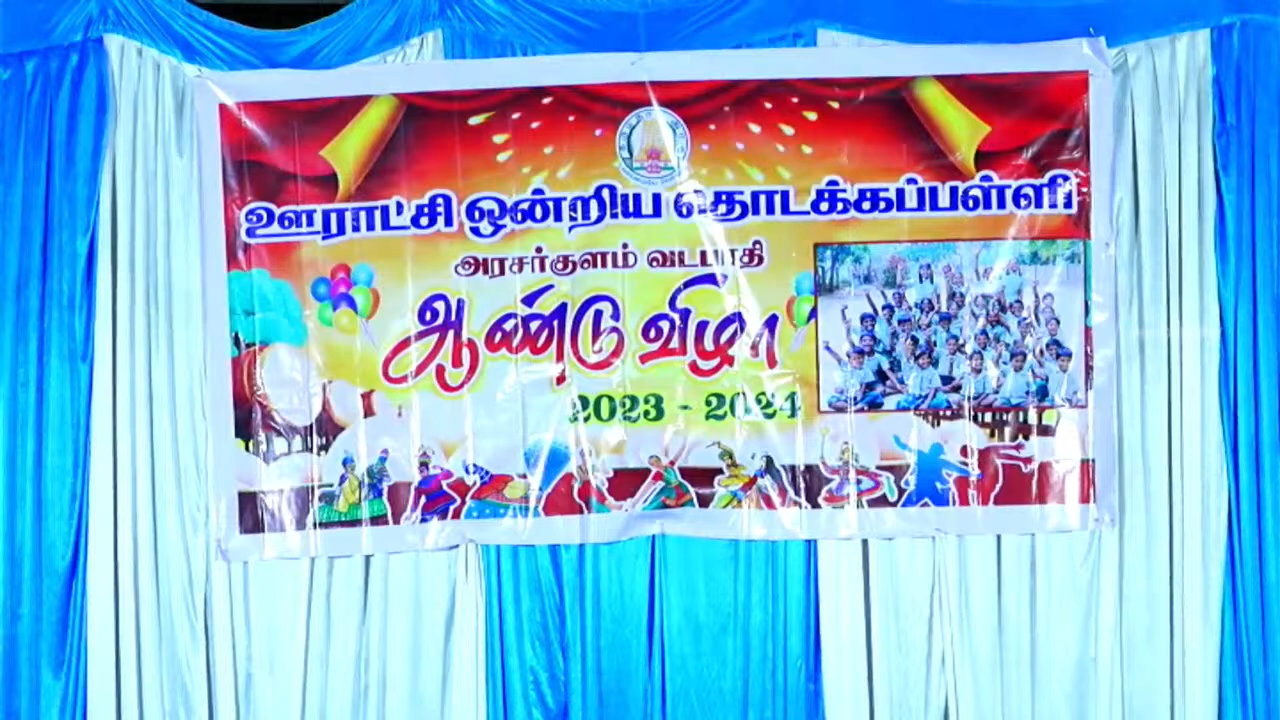 ஊராட்சி ஒன்றிய தொடக்கப்பள்ளி
அரசர்குளம் வடபாதி
ஆண்டு விழா
2023 - 2024